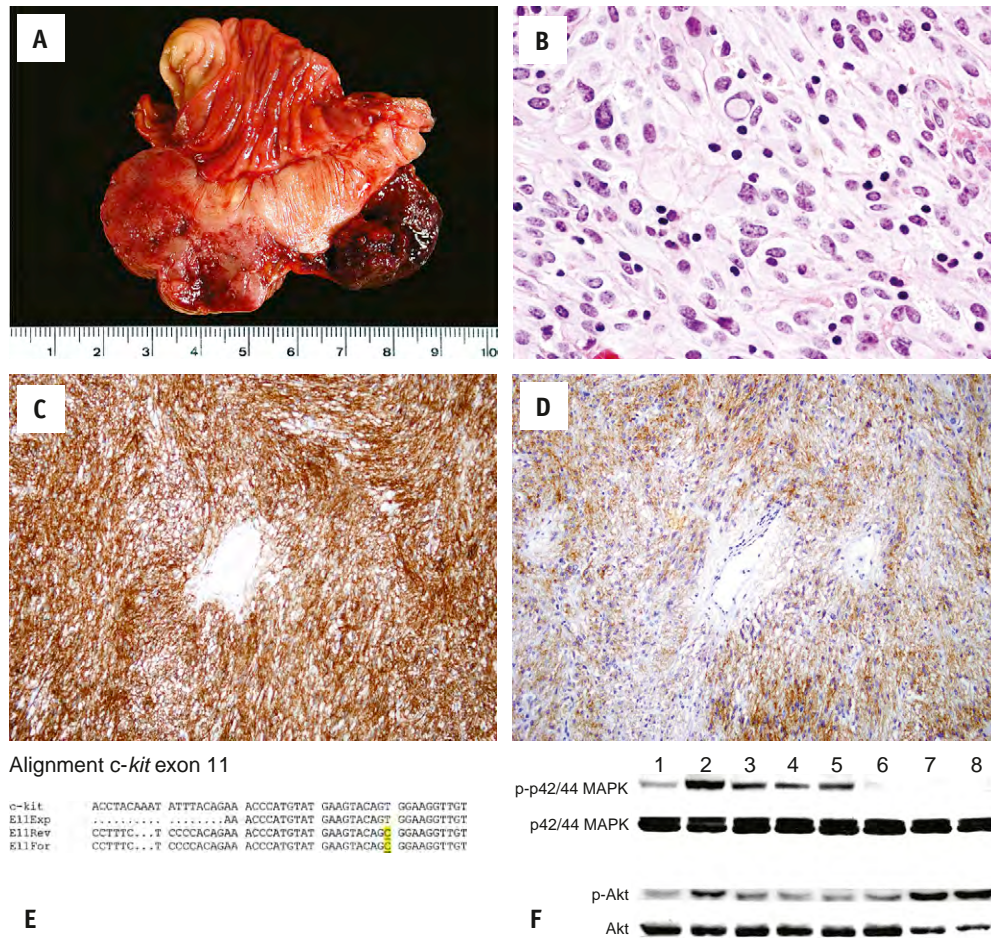 A
B
1 2 3 4 5 6 7 8 9 10
C
D
Alignment c-kit exon 11
c-kit ACCTACAAAT ATTTACAGAA ACCCATGTAT GAAGTACAGT GGAAGGTTGT
E11Exp ..........  ........AA ACCCATGTAT GAAGTACAGT GGAAGGTTGT
E11Rev CCTTTC...T CCCCACAGAA ACCCATGTAT GAAGTACAGC GGAAGGTTGT
E11For CCTTTC...T CCCCACAGAA ACCCATGTAT GAAGTACAGC GGAAGGTTGT
E
1 2 3 4 5 6 7 8
p-p42/44 MAPK
p42/44 MAPK
p-Akt
Akt
F